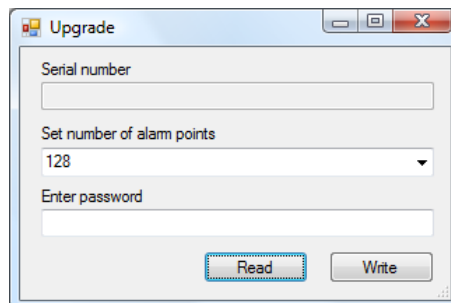 Upgrade
Serial number
Set number of alarm points
128
Enter password
Read Write